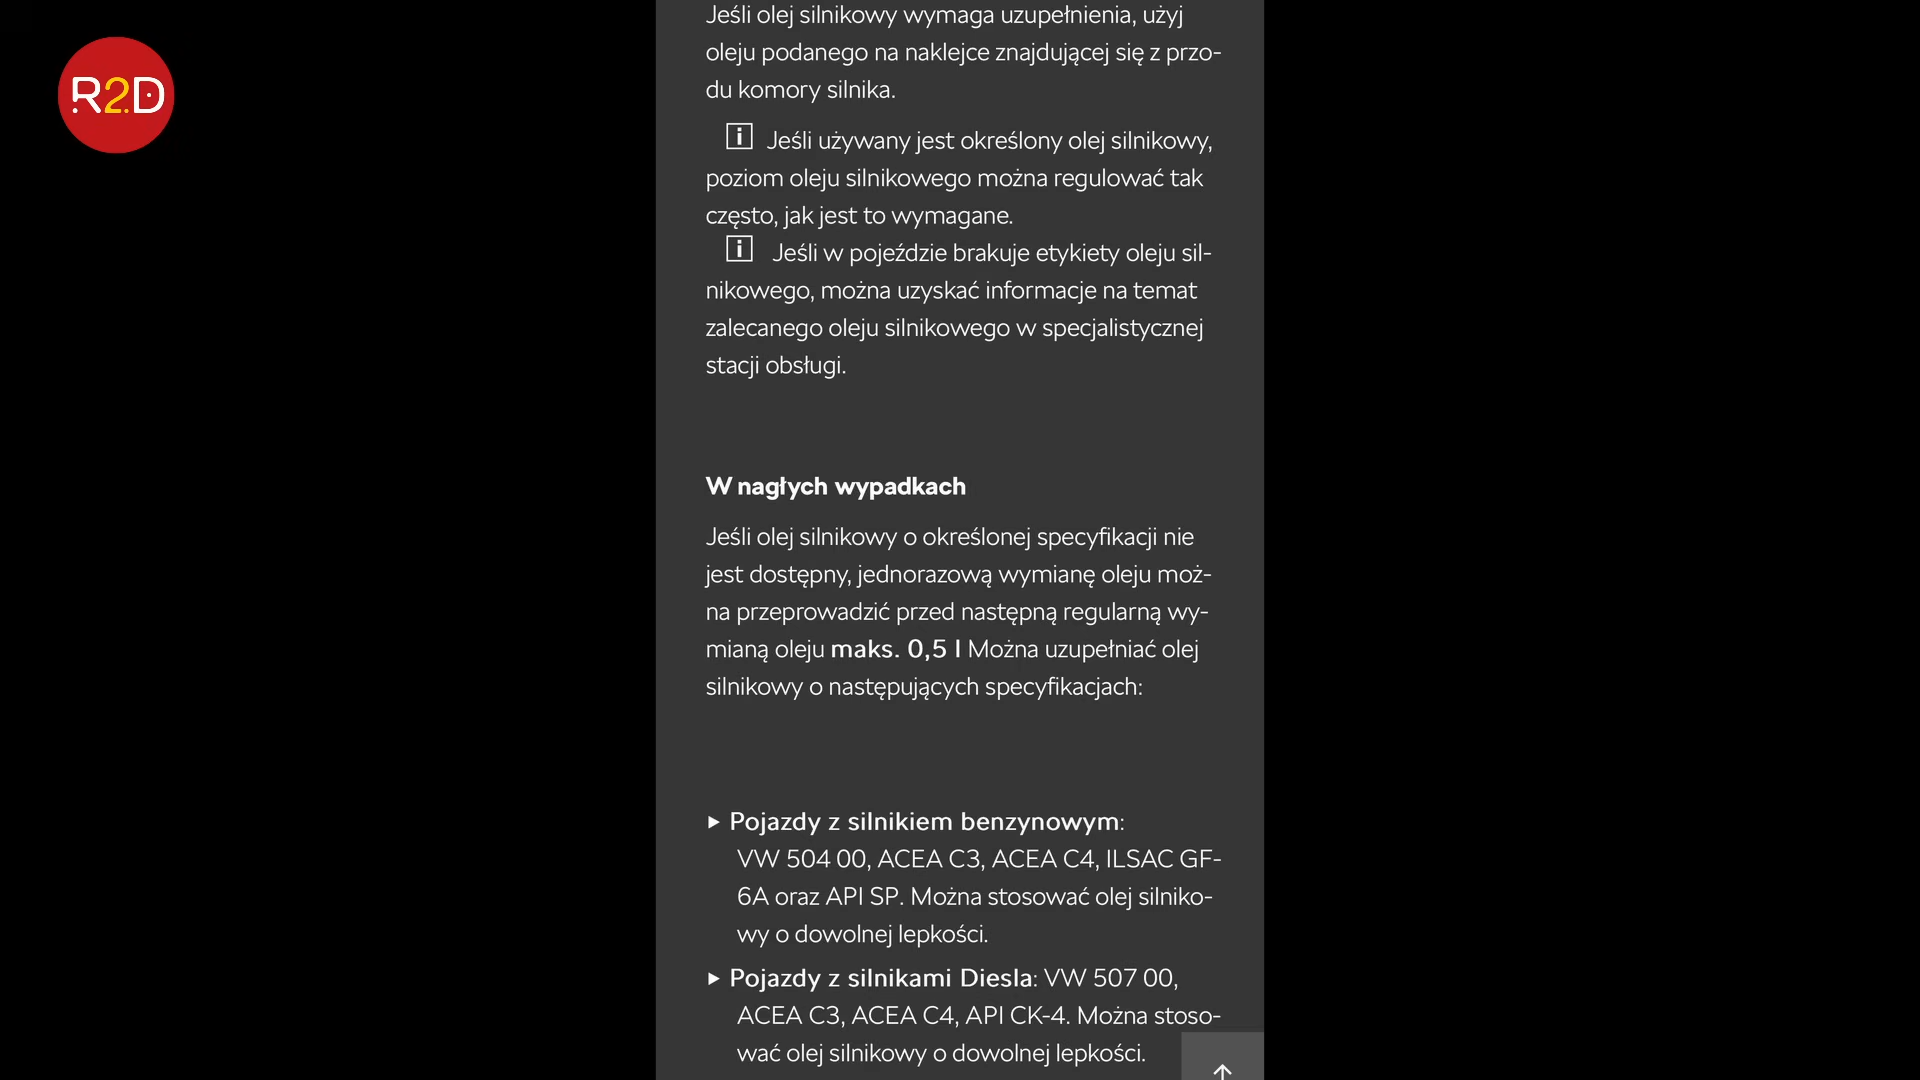 R2D
Jeśli olej silnikowy wymaga uzupełnienia, użyj
oleju podanego na naklejce znajdującej się z przo-
du komory silnika.
i Jeśli używany jest określony olej silnikowy,
poziom oleju silnikowego można regulować tak
często, jak jest to wymagane.
i Jeśli w pojeździe brakuje etykiety oleju sil-
nikowego, można uzyskać informacje na temat
zalecanego oleju silnikowego w specjalistycznej
stacji obsługi.
W nagłych wypadkach
Jeśli olej silnikowy o określonej specyfikacji nie
jest dostępny, jednorazową wymianę oleju moż-
na przeprowadzić przed następną regularną wy-
mianą oleju maks. 0,5 l Można uzupełniać olej
silnikowy o następujących specyfikacjach:
▸ Pojazdy z silnikiem benzynowym:
VW 504 00, ACEA C3, ACEA C4, ILSAC GF-
6A oraz API SP. Można stosować olej silniko-
wy o dowolnej lepkości.
▸ Pojazdy z silnikami Diesla: VW 507 00,
ACEA C3, ACEA C4, API CK-4. Można stoso-
wać olej silnikowy o dowolnej lepkości.